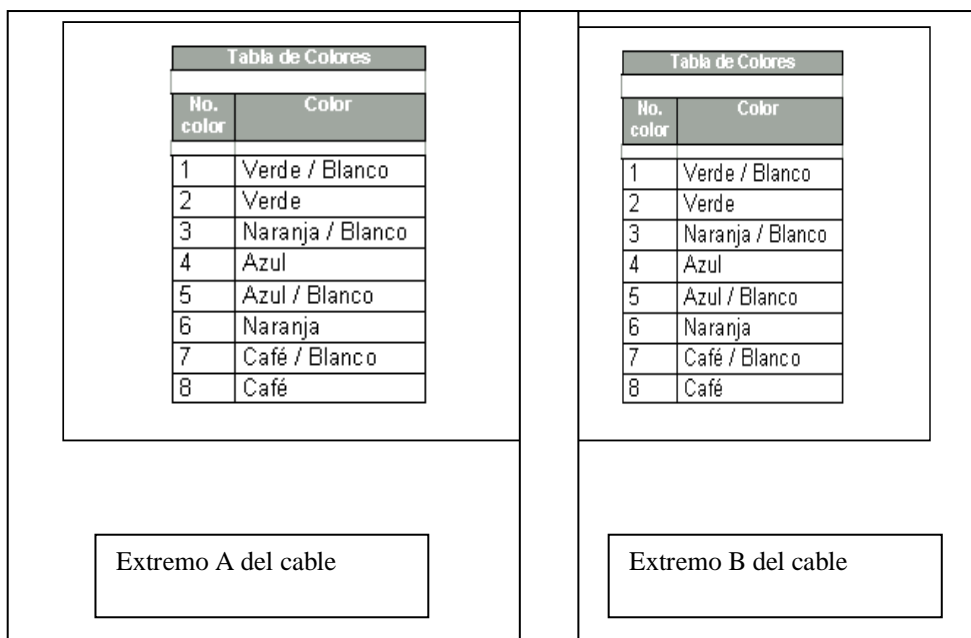 Tabla de Colores
No. color Color
1 Verde / Blanco
2 Verde
3 Naranja / Blanco
4 Azul
5 Azul / Blanco
6 Naranja
7 Café / Blanco
8 Café
Extremo A del cable
Tabla de Colores
No. color Color
1 Verde / Blanco
2 Verde
3 Naranja / Blanco
4 Azul
5 Azul / Blanco
6 Naranja
7 Café / Blanco
8 Café
Extremo B del cable